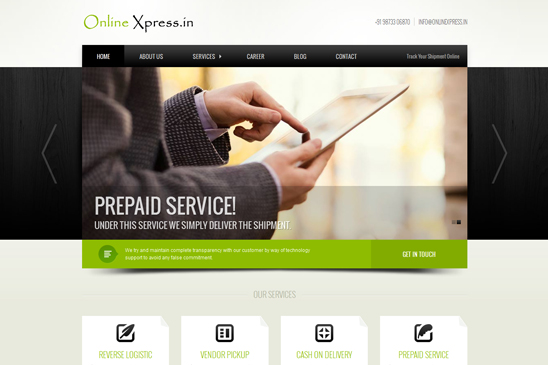 Online Xpress.in
+91 98733 06970 | INFO@ONLINEXPRESS.IN
HOME ABOUT US SERVICES CAREER BLOG CONTACT Track Your Shipment Online
PREPAID SERVICE!
UNDER THIS SERVICE WE SIMPLY DELIVER THE SHIPMENT.
We try and maintain complete transparency with our customer by way of technology
support to avoid any false commitment
GET IN TOUCH
OUR SERVICES
REVERSE LOGISTIC VENDOR PICKUP CASH ON DELIVERY PREPAID SERVICE